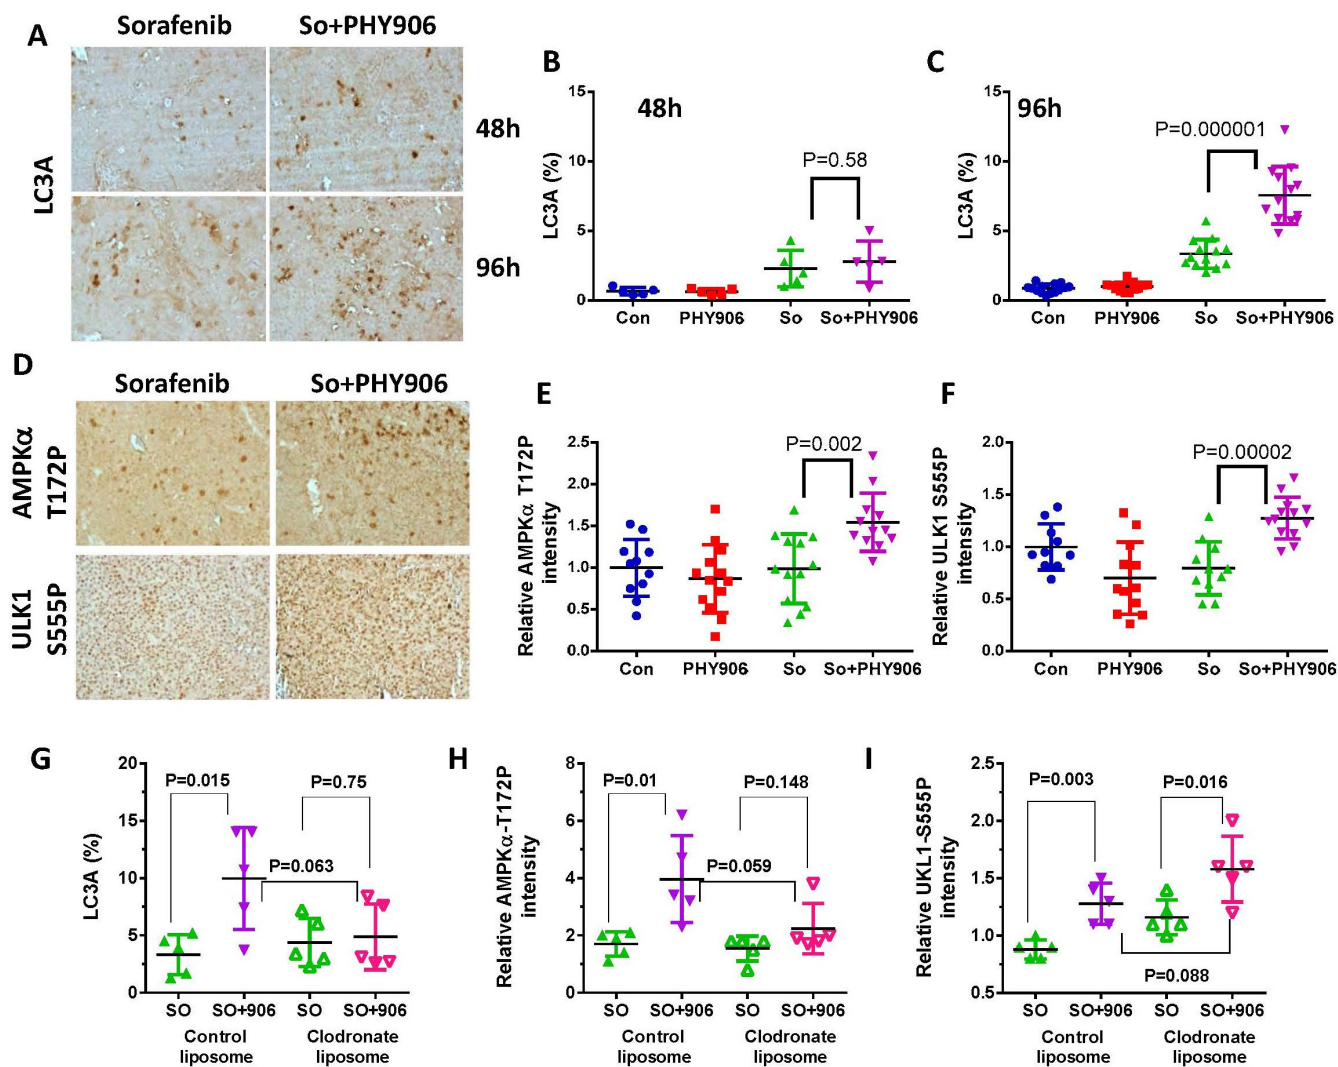 A
Sorafenib
So+PHY906
LC3A
48h
96h
B
48h
LC3A (%)
15
10
5
0
P=0.58
Con
PHY906
So
So+PHY906
C
96h
LC3A (%)
15
10
5
0
P=0.000001
Con
PHY906
So
So+PHY906
D
Sorafenib
So+PHY906
AMPKα
T172P
ULK1
S555P
E
Relative AMPKα T172P
intensity
2.5
2.0
1.5
1.0
0.5
0.0
P=0.002
Con
PHY906
So
So+PHY906
F
Relative ULK1 S555P
intensity
2.0
1.5
1.0
0.5
0.0
P=0.00002
Con
PHY906
So
So+PHY906
G
LC3A (%)
20
15
10
5
0
P=0.015
P=0.75
P=0.063
SO
SO+906
SO
SO+906
Control
liposome
Clodronate
liposome
H
Relative AMPKα-T172P
intensity
8
6
4
2
0
P=0.01
P=0.148
P=0.059
SO
SO+906
SO
SO+906
Control
liposome
Clodronate
liposome
I
Relative UKL1-S555P
intensity
2.5
2.0
1.5
1.0
0.5
P=0.003
P=0.016
P=0.088
SO
SO+906
SO
SO+906
Control
liposome
Clodronate
liposome